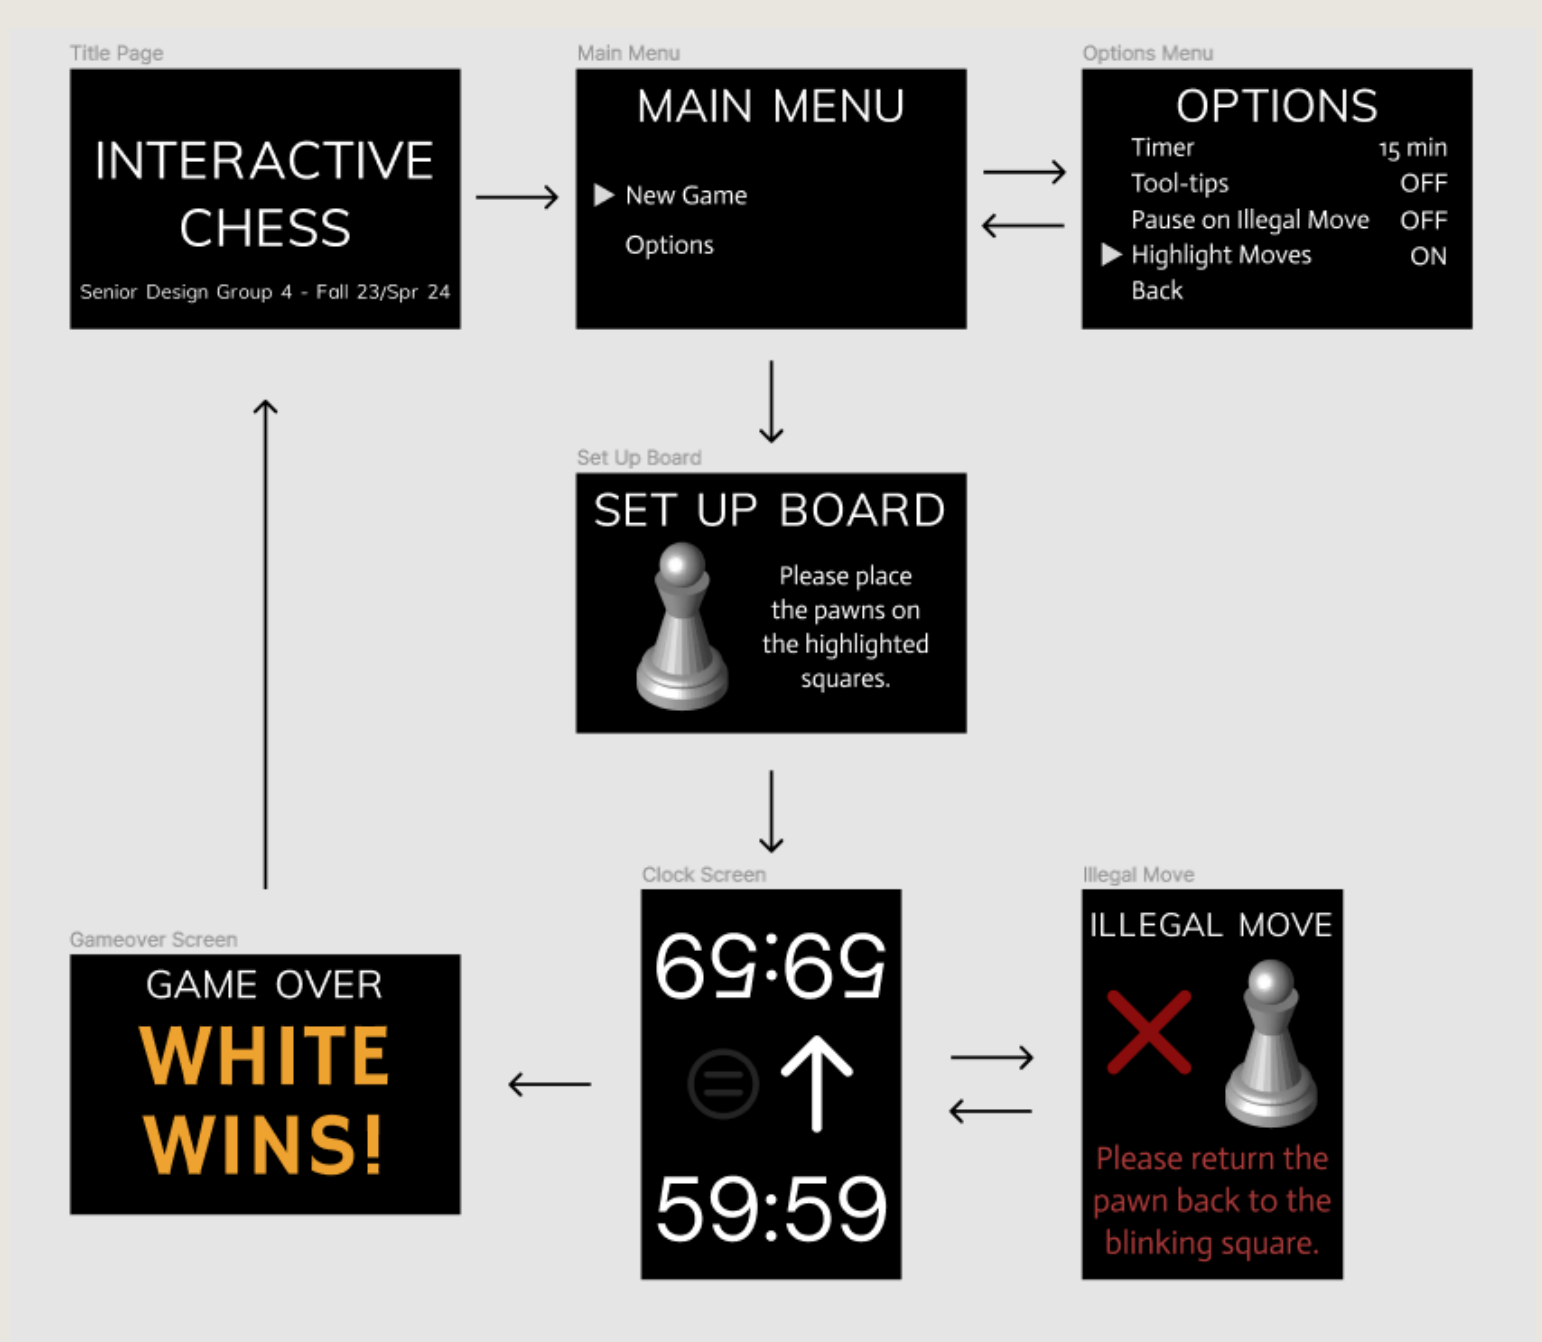 Title Page
INTERACTIVE
CHESS
Senior Design Group 4 - Fall 23/Spr 24
Main Menu
MAIN MENU
New Game
Options
Options Menu
OPTIONS
Timer 15 min
Tool-tips OFF
Pause on Illegal Move OFF
Highlight Moves ON
Back
Set Up Board
SET UP BOARD
Please place
the pawns on
the highlighted
squares.
Clock Screen
59:59
59:59
Illegal Move
ILLEGAL MOVE
Please return the
pawn back to the
blinking square.
Gameover Screen
GAME OVER
WHITE
WINS!